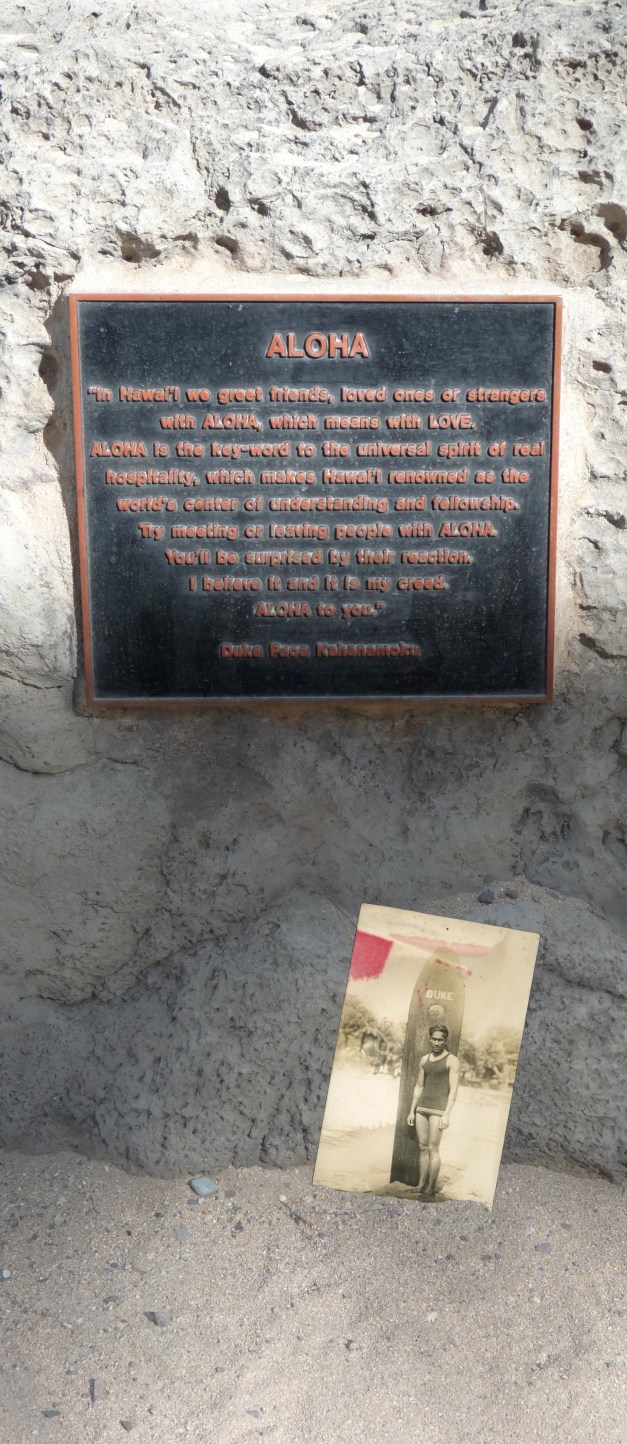 ALOHA
"In Hawai'i we greet friends, loved ones or strangers
with ALOHA, which means with LOVE.
ALOHA is the key-word to the universal spirit of real
hospitality, which makes Hawai'i renowned as the
world's center of understanding and fellowship.
Try meeting or leaving people with ALOHA.
You'll be surprised by their reaction.
I believe it and it is my creed.
ALOHA to you."
Duke Paoa Kahanamoku
DUKE